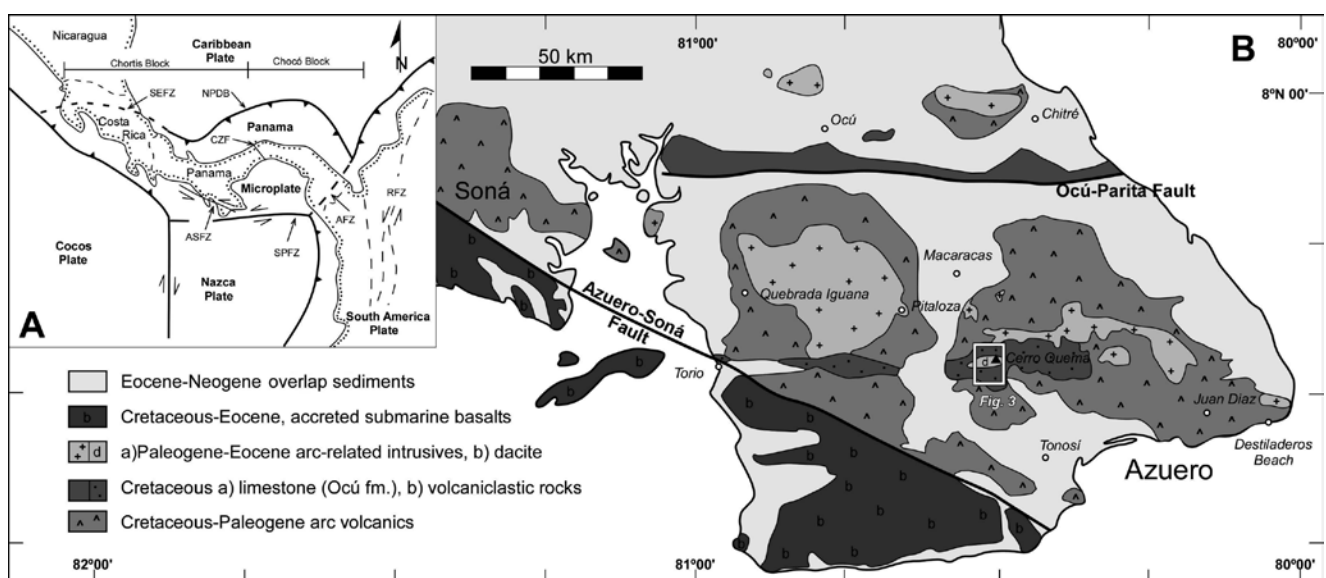 Nicaragua
Caribbean
Plate
Chortis Block
Chocó Block
N
SEFZ
NPDB
Costa
Rica
Panama
CZF
Panama
Microplate
RFZ
AFZ
ASFZ
SPFZ
Cocos
Plate
Nazca
Plate
South America
Plate
A
81°00'
80°00'
B
50 km
8°N 00'
Ocú
Chitré
Soná
Ocú-Parita Fault
Macaracas
Azuero-Soná
Fault
Quebrada Iguana
Pitaloza
Cerro Quema
d
Torio
Fig. 3
Juan Diaz
Tonosí
Destiladeros
Beach
Azuero
b
b
b
b
b
b
b
b
b
b
b
b
b
b
Eocene-Neogene overlap sediments
b Cretaceous-Eocene, accreted submarine basalts
d a)Paleogene-Eocene arc-related intrusives, b) dacite
Cretaceous a) limestone (Ocú fm.), b) volcaniclastic rocks
Cretaceous-Paleogene arc volcanics
82°00'
81°00'
80°00'